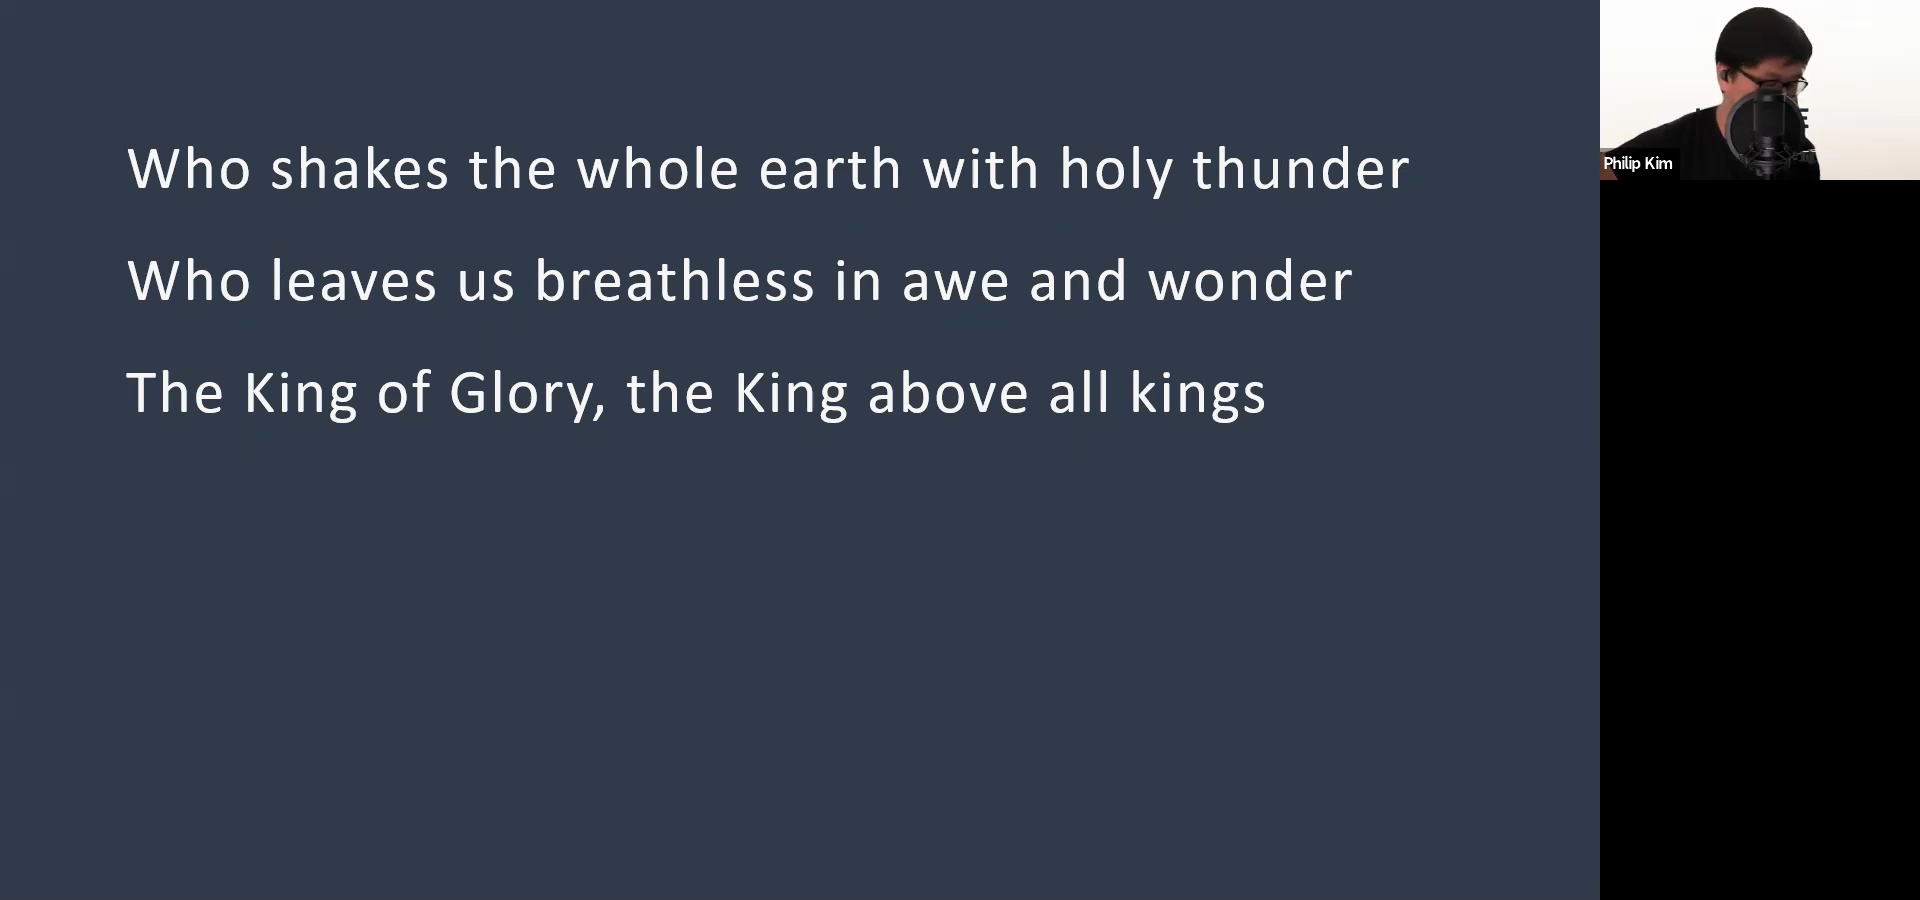 Who shakes the whole earth with holy thunder
Who leaves us breathless in awe and wonder
The King of Glory, the King above all kings
Philip Kim